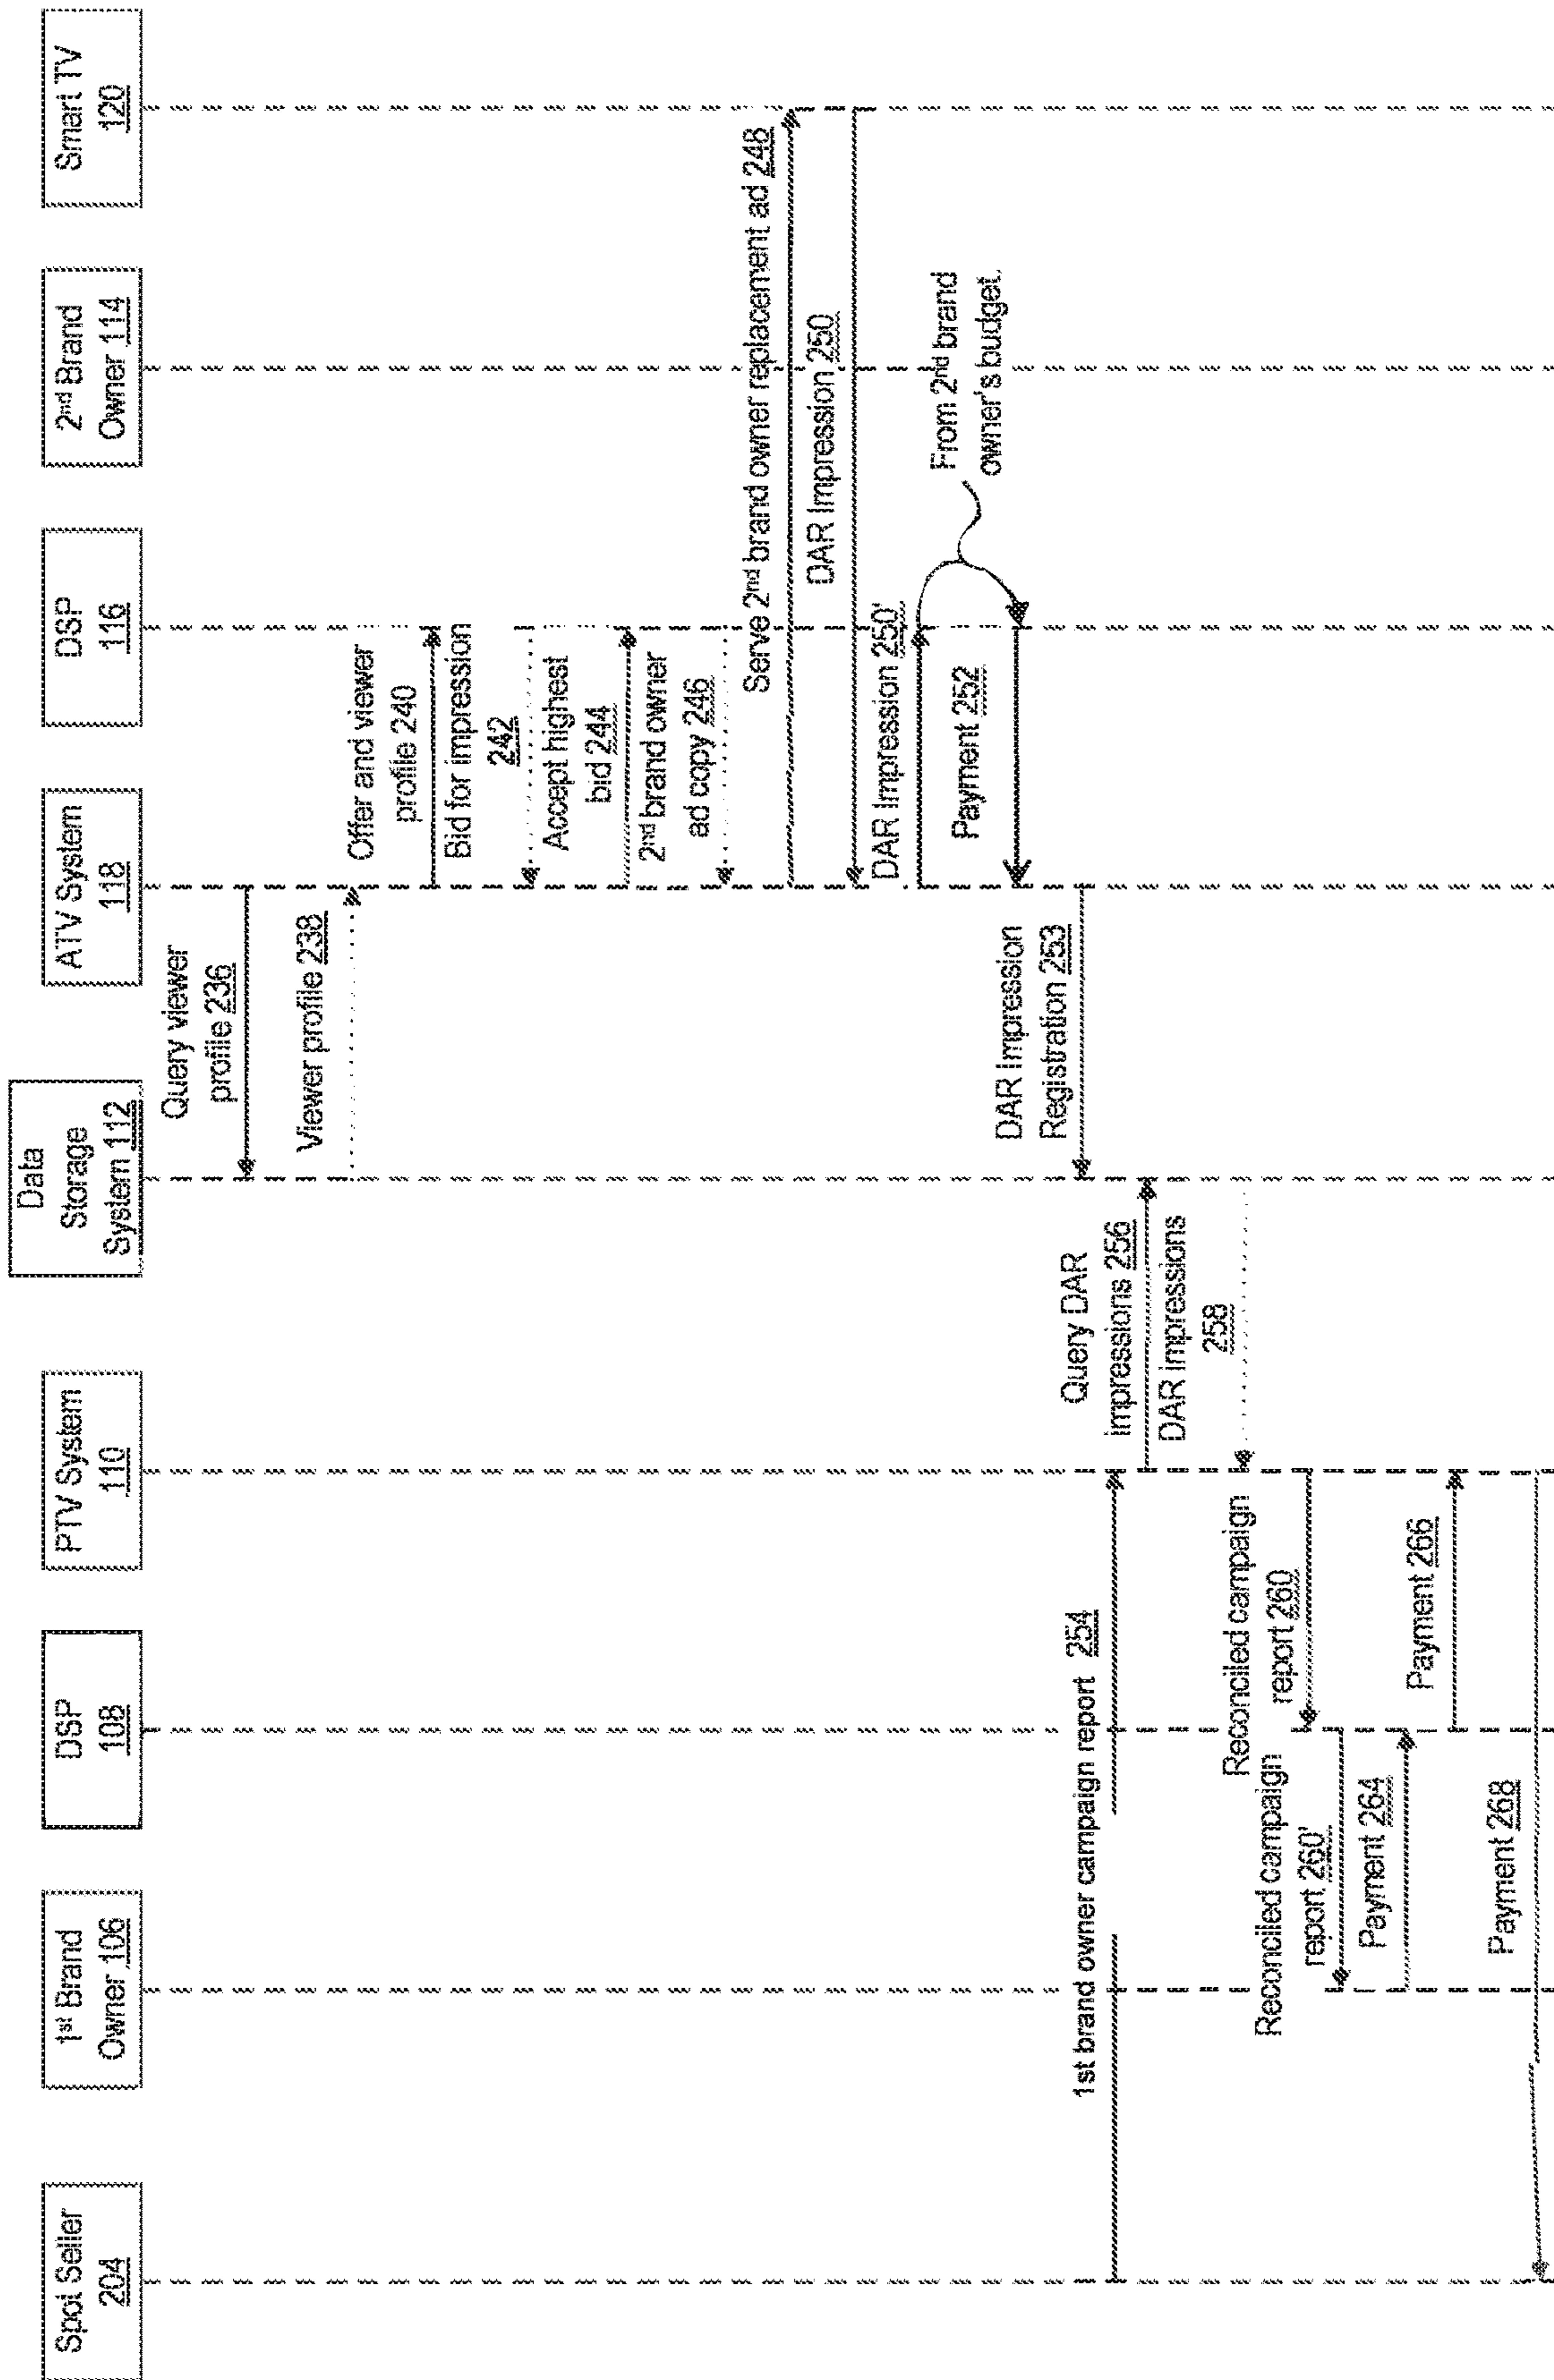 Spot Seller
204
1st Brand
Owner 106
DSP
108
PTV System
110
Data
Storage
System 112
ATV System
118
DSP
116
2nd Brand
Owner 114
Smart TV
120
Query viewer
profile 236
Viewer profile 238
Offer and viewer
profile 240
Bid for impression
242
Accept highest
bid 244
2nd brand owner
ad copy 246
Serve 2nd brand owner replacement ad 248
DAR Impression 250
DAR Impression 250'
From 2nd brand
owner's budget.
Payment 252
DAR Impression
Registration 253
1st brand owner campaign report 254
Query DAR
impressions 256
DAR impressions
258
Reconciled campaign
report 260
Reconciled campaign
report 260'
Payment 264
Payment 266
Payment 268